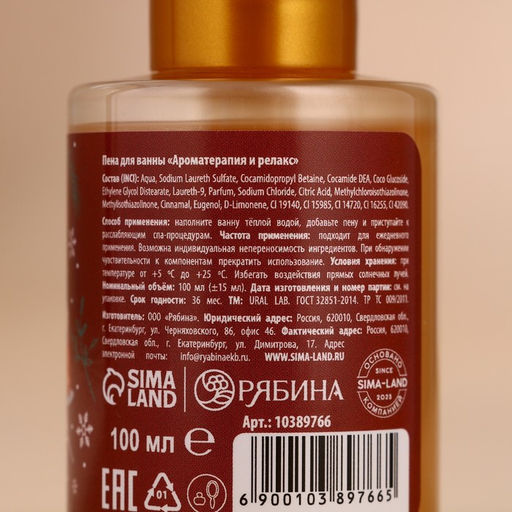 Пена для ванны «Ароматерапия и релакс»
Состав (INCI): Aqua, Sodium Laureth Sulfate, Cocamidopropyl Betaine, Cocamide DEA, Coco Glucoside,
Ethylene Glycol Distearate, Laureth-9, Parfum, Sodium Chloride, Citric Acid, Methylchloroisothiazolinone,
Methylisothiazolinone, Cinnamal, Eugenol, D-Limonene, CI 19140, CI 15985, CI 14720, CI 16255, CI 42090.
Способ применения: наполните ванну тёплой водой, добавьте пену и приступайте к
расслабляющим спа-процедурам. Частота применения: подходит для ежедневного
применения. Возможна индивидуальная непереносимость ингредиентов. При обнаружении
чувствительности к компонентам прекратить использование. Условия хранения: при
температуре от +5 °C до +25 °C. Избегать воздействия прямых солнечных лучей.
Номинальный объём: 100 мл (±15 мл). Дата изготовления и номер партии: см. на
упаковке. Срок годности: 36 мес. ТМ: URAL LAB. ГОСТ 32851-2014. ТР ТС 009/2011.
Изготовитель: ООО «Рябина». Юридический адрес: Россия, 620010, Свердловская обл.,
г. Екатеринбург, ул. Черняховского, 86, офис 46. Фактический адрес: Россия, 620010,
Свердловская обл., г. Екатеринбург, ул. Димитрова, 17. Адрес
электронной почты: info@ryabinaekb.ru. WWW.SIMA-LAND.RU
SIMA LAND
РЯБИНА
ОСНОВАНО
SINCE
SIMA-LAND
2023
КОМПАНИЕЙ
Арт.: 10389766
100 мл e
EAC
01
6 900103 897665